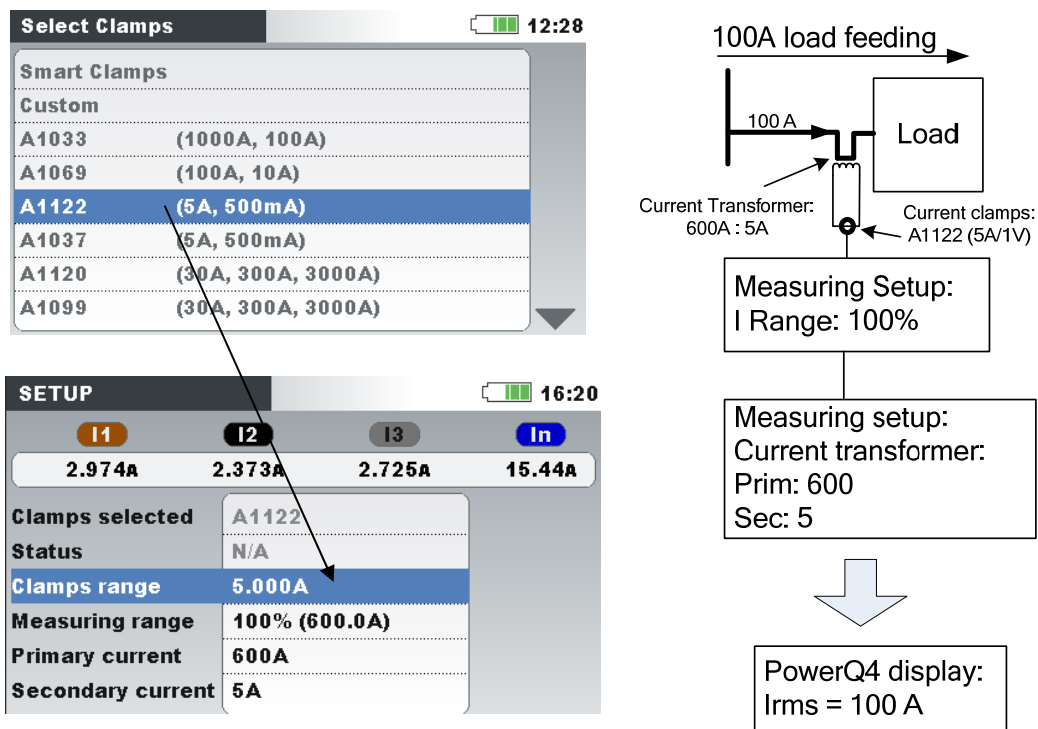 Select Clamps 12:28
Smart Clamps
Custom
A1033 (1000A, 100A)
A1069 (100A, 10A)
A1122 (5A, 500mA)
A1037 (5A, 500mA)
A1120 (30A, 300A, 3000A)
A1099 (30A, 300A, 3000A)
SETUP 16:20
I1 I2 I3 In
2.974A 2.373A 2.725A 15.44A
Clamps selected A1122
Status N/A
Clamps range 5.000A
Measuring range 100% (600.0A)
Primary current 600A
Secondary current 5A
100A load feeding
100 A
Load
Current Transformer:
600A : 5A
Current clamps:
A1122 (5A/1V)
Measuring Setup:
I Range: 100%
Measuring setup:
Current transformer:
Prim: 600
Sec: 5
PowerQ4 display:
Irms = 100 A